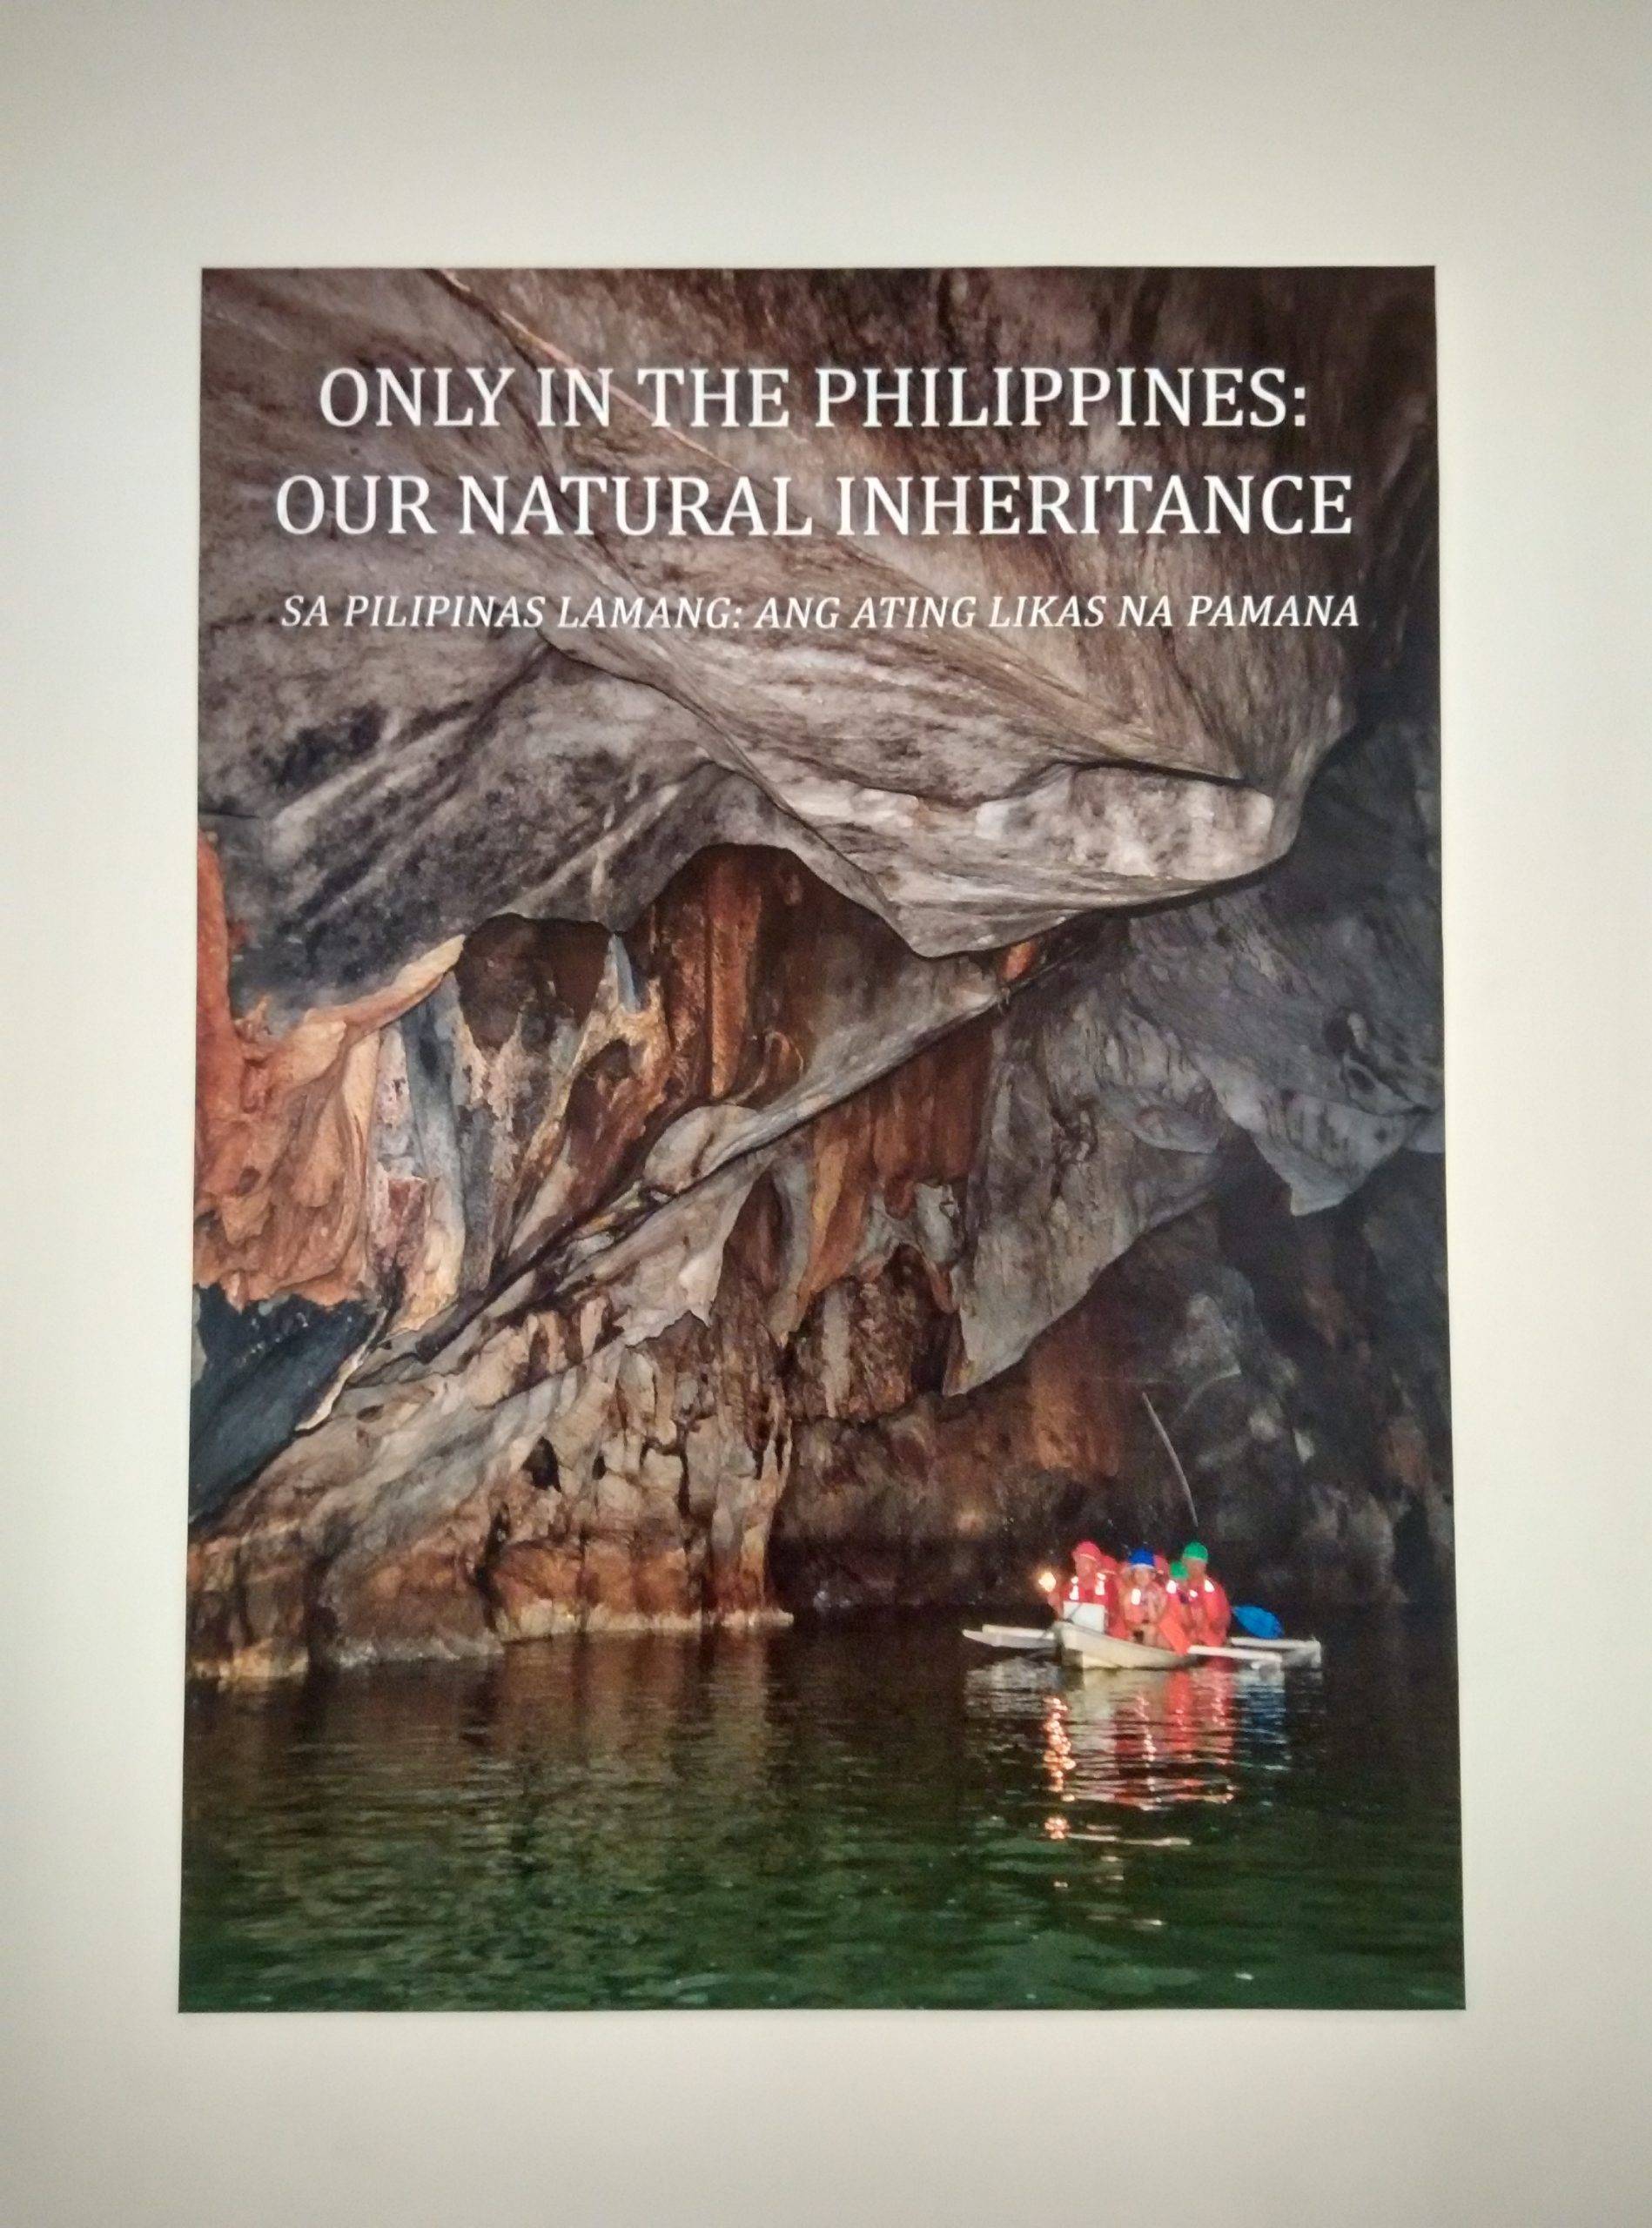 ONLY IN THE PHILIPPINES:
OUR NATURAL INHERITANCE
SA PILIPINAS LAMANG: ANG ATING LIKAS NA PAMANA